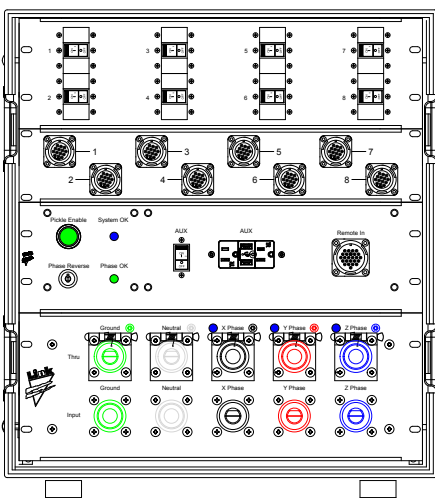 1 3 5 7
2 4 6 8
1 3 5 7
2 4 6 8
Pickle Enable System OK
AUX AUX Remote In
Phase Reverse Phase OK
Ground Neutral X Phase Y Phase Z Phase
Thru
Link
Ground Neutral X Phase Y Phase Z Phase
Input